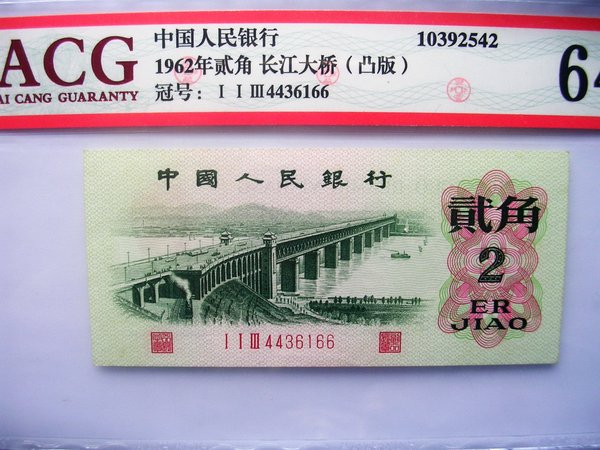 ACG
AI CANG GUARANTY
中国人民银行
10392542
1962年贰角 长江大桥（凸版）
冠号：I I III4436166
64
中國人民銀行
貳角
2
ER
JIAO
I I III 4436166